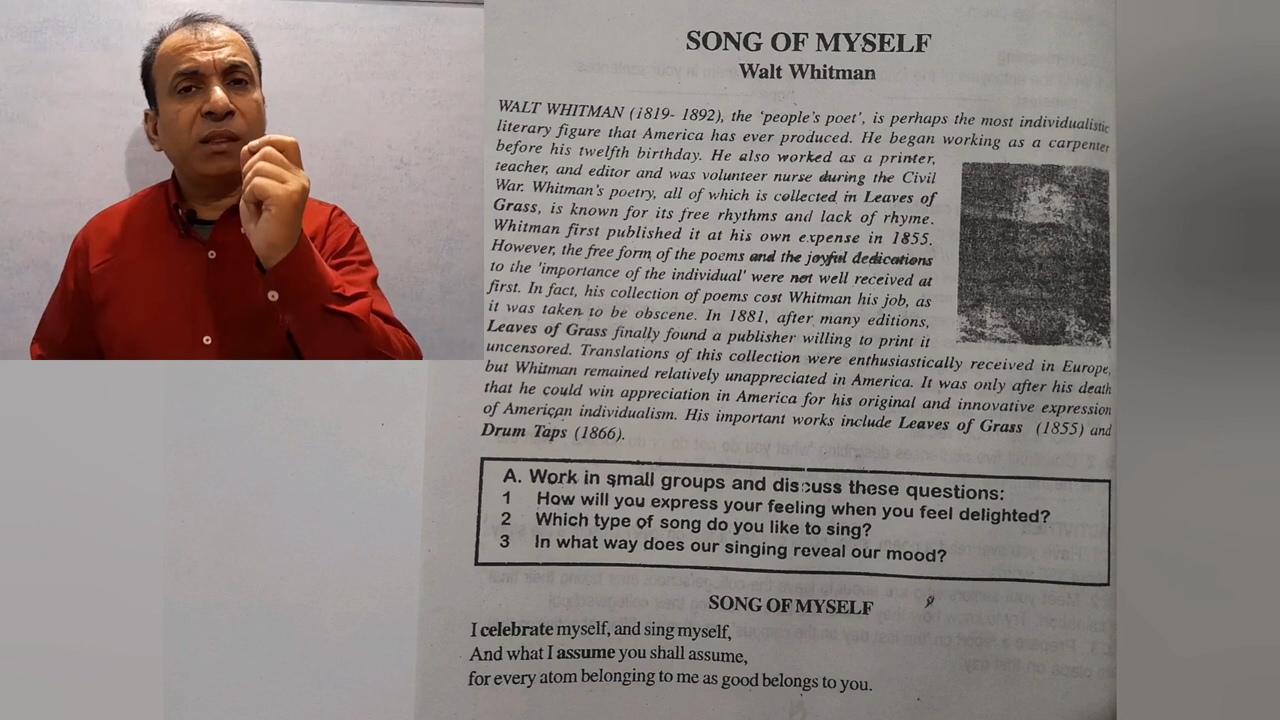 SONG OF MYSELF
Walt Whitman
WALT WHITMAN (1819- 1892), the 'people's poet', is perhaps the most individualistic
literary figure that America has ever produced. He began working as a carpenter
before his twelfth birthday. He also worked as a printer,
teacher, and editor and was volunteer nurse during the Civil
War. Whitman's poetry, all of which is collected in Leaves of
Grass, is known for its free rhythms and lack of rhyme.
Whitman first published it at his own expense in 1855.
However, the free form of the poems and the joyful dedications
to the 'importance of the individual' were not well received at
first. In fact, his collection of poems cost Whitman his job, as
it was taken to be obscene. In 1881, after many editions,
Leaves of Grass finally found a publisher willing to print it
uncensored. Translations of this collection were enthusiastically received in Europe,
but Whitman remained relatively unappreciated in America. It was only after his death
that he could win appreciation in America for his original and innovative expression
of American individualism. His important works include Leaves of Grass (1855) and
Drum Taps (1866).
A. Work in small groups and discuss these questions:
1 How will you express your feeling when you feel delighted?
2 Which type of song do you like to sing?
3 In what way does our singing reveal our mood?
SONG OF MYSELF
I celebrate myself, and sing myself,
And what I assume you shall assume,
for every atom belonging to me as good belongs to you.